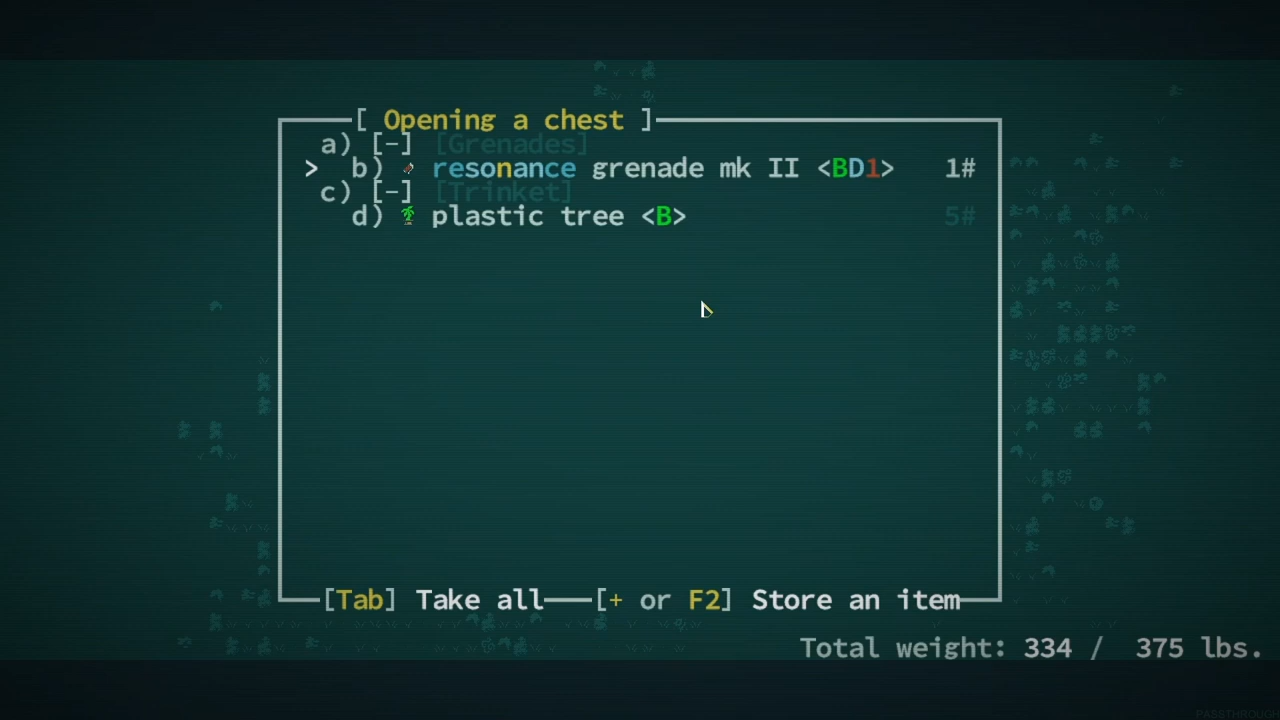 [ Opening a chest ]
a) [-] [Grenades]
> b) resonance grenade mk II <BD1> 1#
c) [-] [Trinket]
d) plastic tree <B> 5#
[Tab] Take all [+ or F2] Store an item
Total weight: 334 / 375 lbs.
PASSTHROUGH